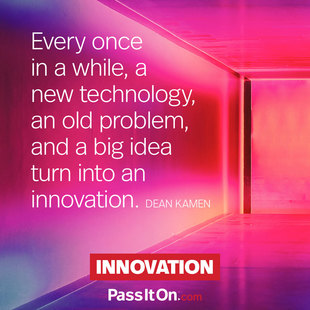 Every once
in a while, a
new technology,
an old problem,
and a big idea
turn into an
innovation. DEAN KAMEN
INNOVATION
PassItOn.com